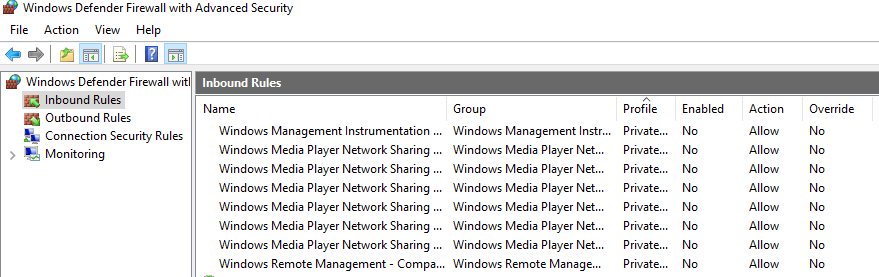 Windows Defender Firewall with Advanced Security
File Action View Help
Windows Defender Firewall witl
Inbound Rules
Outbound Rules
Connection Security Rules
Monitoring
Inbound Rules
Name Group Profile Enabled Action Override
Windows Management Instrumentation ... Windows Management Instr... Private... No Allow No
Windows Media Player Network Sharing ... Windows Media Player Net... Private... No Allow No
Windows Media Player Network Sharing ... Windows Media Player Net... Private... No Allow No
Windows Media Player Network Sharing ... Windows Media Player Net... Private... No Allow No
Windows Media Player Network Sharing ... Windows Media Player Net... Private... No Allow No
Windows Media Player Network Sharing ... Windows Media Player Net... Private... No Allow No
Windows Media Player Network Sharing ... Windows Media Player Net... Private... No Allow No
Windows Remote Management - Compa... Windows Remote Manage... Private... No Allow No